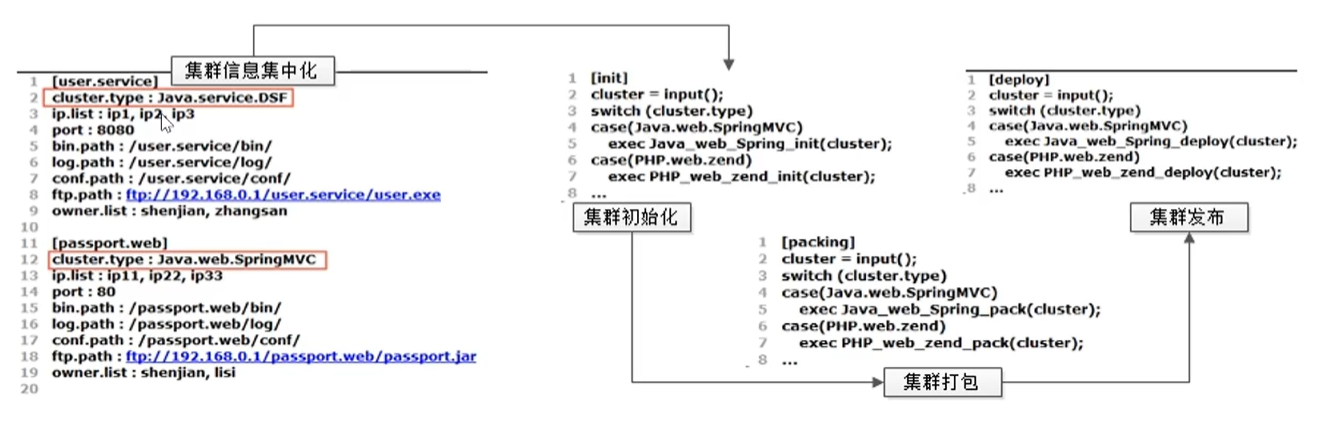 集群信息集中化
1 [user.service]
2 cluster.type : Java.service.DSF
3 ip.list : ip1, ip2, ip3
4 port : 8080
5 bin.path : /user.service/bin/
6 log.path : /user.service/log/
7 conf.path : /user.service/conf/
8 ftp.path : ftp://192.168.0.1/user.service/user.exe
9 owner.list : shenjian, zhangsan
10
11 [passport.web]
12 cluster.type : Java.web.SpringMVC
13 ip.list : ip11, ip22, ip33
14 port : 80
15 bin.path : /passport.web/bin/
16 log.path : /passport.web/log/
17 conf.path : /passport.web/conf/
18 ftp.path : ftp://192.168.0.1/passport.web/passport.jar
19 owner.list : shenjian, lisi
20
1 [init]
2 cluster = input();
3 switch (cluster.type)
4 case(Java.web.SpringMVC)
5 exec Java_web_Spring_init(cluster);
6 case(PHP.web.zend)
7 exec PHP_web_zend_init(cluster);
8 ...
集群初始化
1 [packing]
2 cluster = input();
3 switch (cluster.type)
4 case(Java.web.SpringMVC)
5 exec Java_web_Spring_pack(cluster);
6 case(PHP.web.zend)
7 exec PHP_web_zend_pack(cluster);
8 ...
集群打包
1 [deploy]
2 cluster = input();
3 switch (cluster.type)
4 case(Java.web.SpringMVC)
5 exec Java_web_Spring_deploy(cluster);
6 case(PHP.web.zend)
7 exec PHP_web_zend_deploy(cluster);
8 ...
集群发布